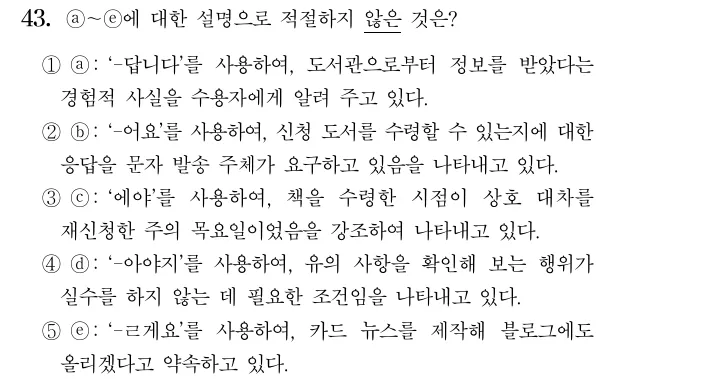 43. ⓐ~ⓔ에 대한 설명으로 적절하지 않은 것은?
① ⓐ: ‘-답니다’를 사용하여, 도서관으로부터 정보를 받았다는
경험적 사실을 수용자에게 알려 주고 있다.
② ⓑ: ‘-어요’를 사용하여, 신청 도서를 수령할 수 있는지에 대한
응답을 문자 발송 주체가 요구하고 있음을 나타내고 있다.
③ ⓒ: ‘에야’를 사용하여, 책을 수령한 시점이 상호 대차를
재신청한 주의 목요일이었음을 강조하여 나타내고 있다.
④ ⓓ: ‘-아야지’를 사용하여, 유의 사항을 확인해 보는 행위가
실수를 하지 않는 데 필요한 조건임을 나타내고 있다.
⑤ ⓔ: ‘-ㄹ게요’를 사용하여, 카드 뉴스를 제작해 블로그에도
올리겠다고 약속하고 있다.